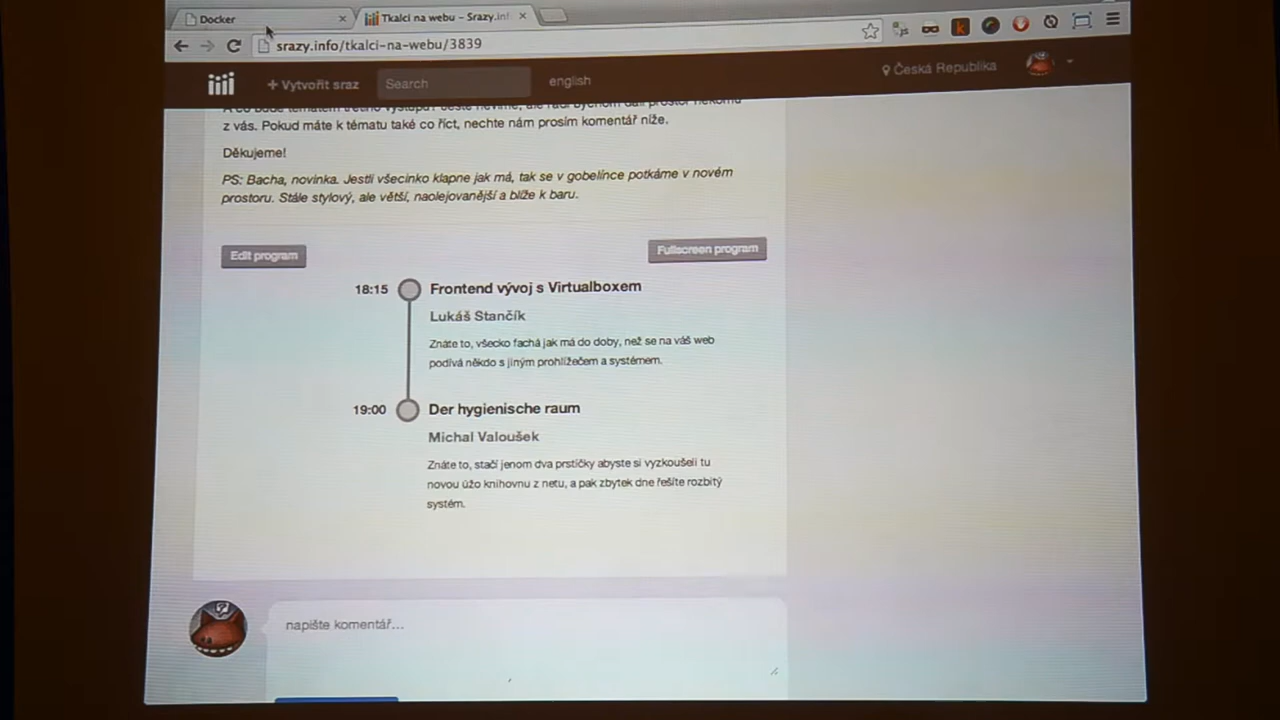 Docker
Tkalci na webu – Srazy.inf
srazy.info/tkalci-na-webu/3839
+ Vytvořit sraz
Search
english
Česká Republika
z vás. Pokud máte k tématu také co říct, nechte nám prosím komentář níže.
Děkujeme!
PS: Bacha, novinka. Jestli všecinko klapne jak má, tak se v gobelínce potkáme v novém
prostoru. Stále stylový, ale větší, naolejovanější a blíže k baru.
Edit program
Fullscreen program
18:15
Frontend vývoj s Virtualboxem
Lukáš Stančík
Znáte to, všecko fachá jak má do doby, než se na váš web
podívá někdo s jiným prohlížečem a systémem.
19:00
Der hygienische raum
Michal Valoušek
Znáte to, stačí jenom dva prstíčky abyste si vyzkoušeli tu
novou úžo knihovnu z netu, a pak zbytek dne řešíte rozbitý
systém.
napište komentář...